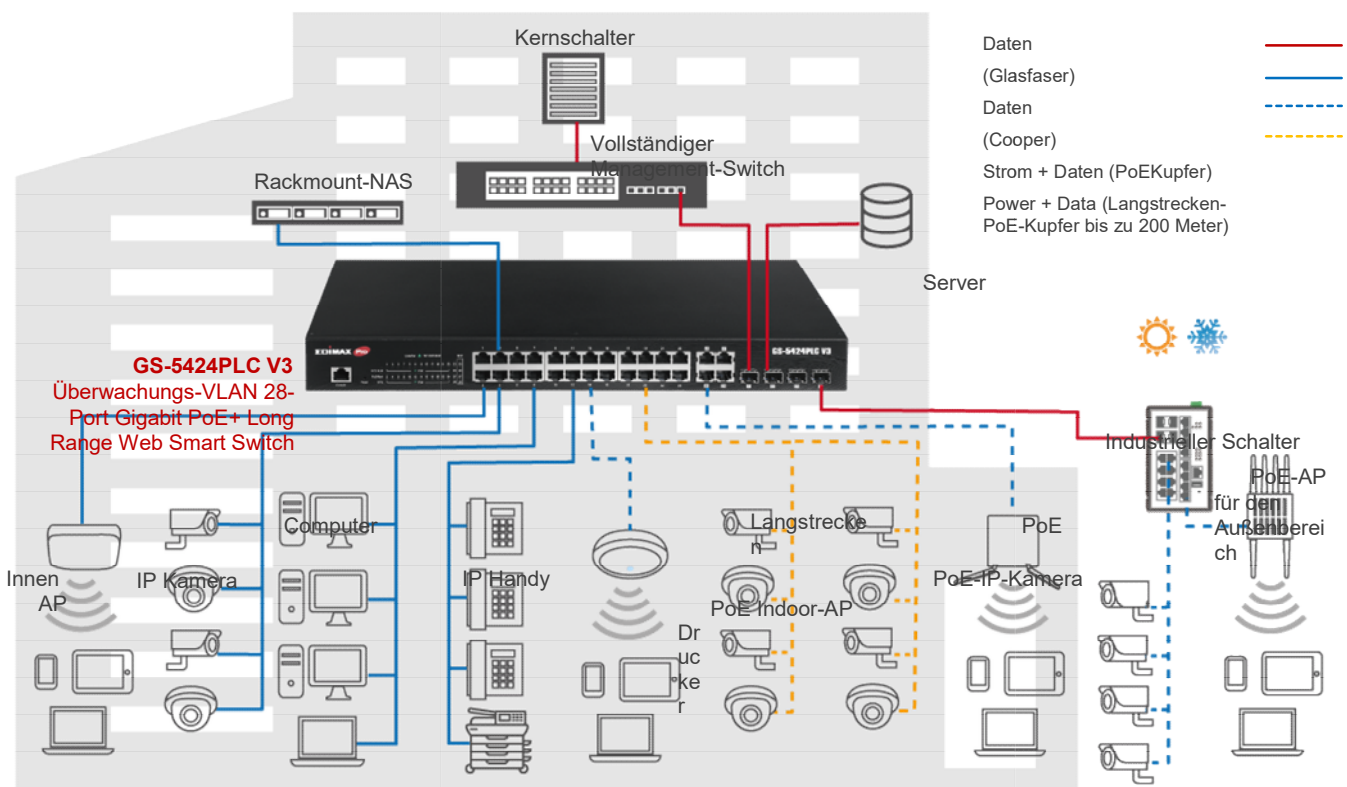 Kernschalter
Vollständiger
Management-Switch
Rackmount-NAS
Daten
(Glasfaser)
Daten
(Cooper)
Strom + Daten (PoEKupfer)
Power + Data (Langstrecken-
PoE-Kupfer bis zu 200 Meter)
Server
EDIMAX Pro
GS-5424PLC V3
GS-5424PLC V3
Überwachungs-VLAN 28-
Port Gigabit PoE+ Long
Range Web Smart Switch
Industrieller Schalter
PoE-AP
für den
Außenberei
ch
Innen
AP
IP Kamera
Computer
IP Handy
Langstrecke
n
PoE Indoor-AP
Dr
uc
ke
r
PoE
PoE-IP-Kamera